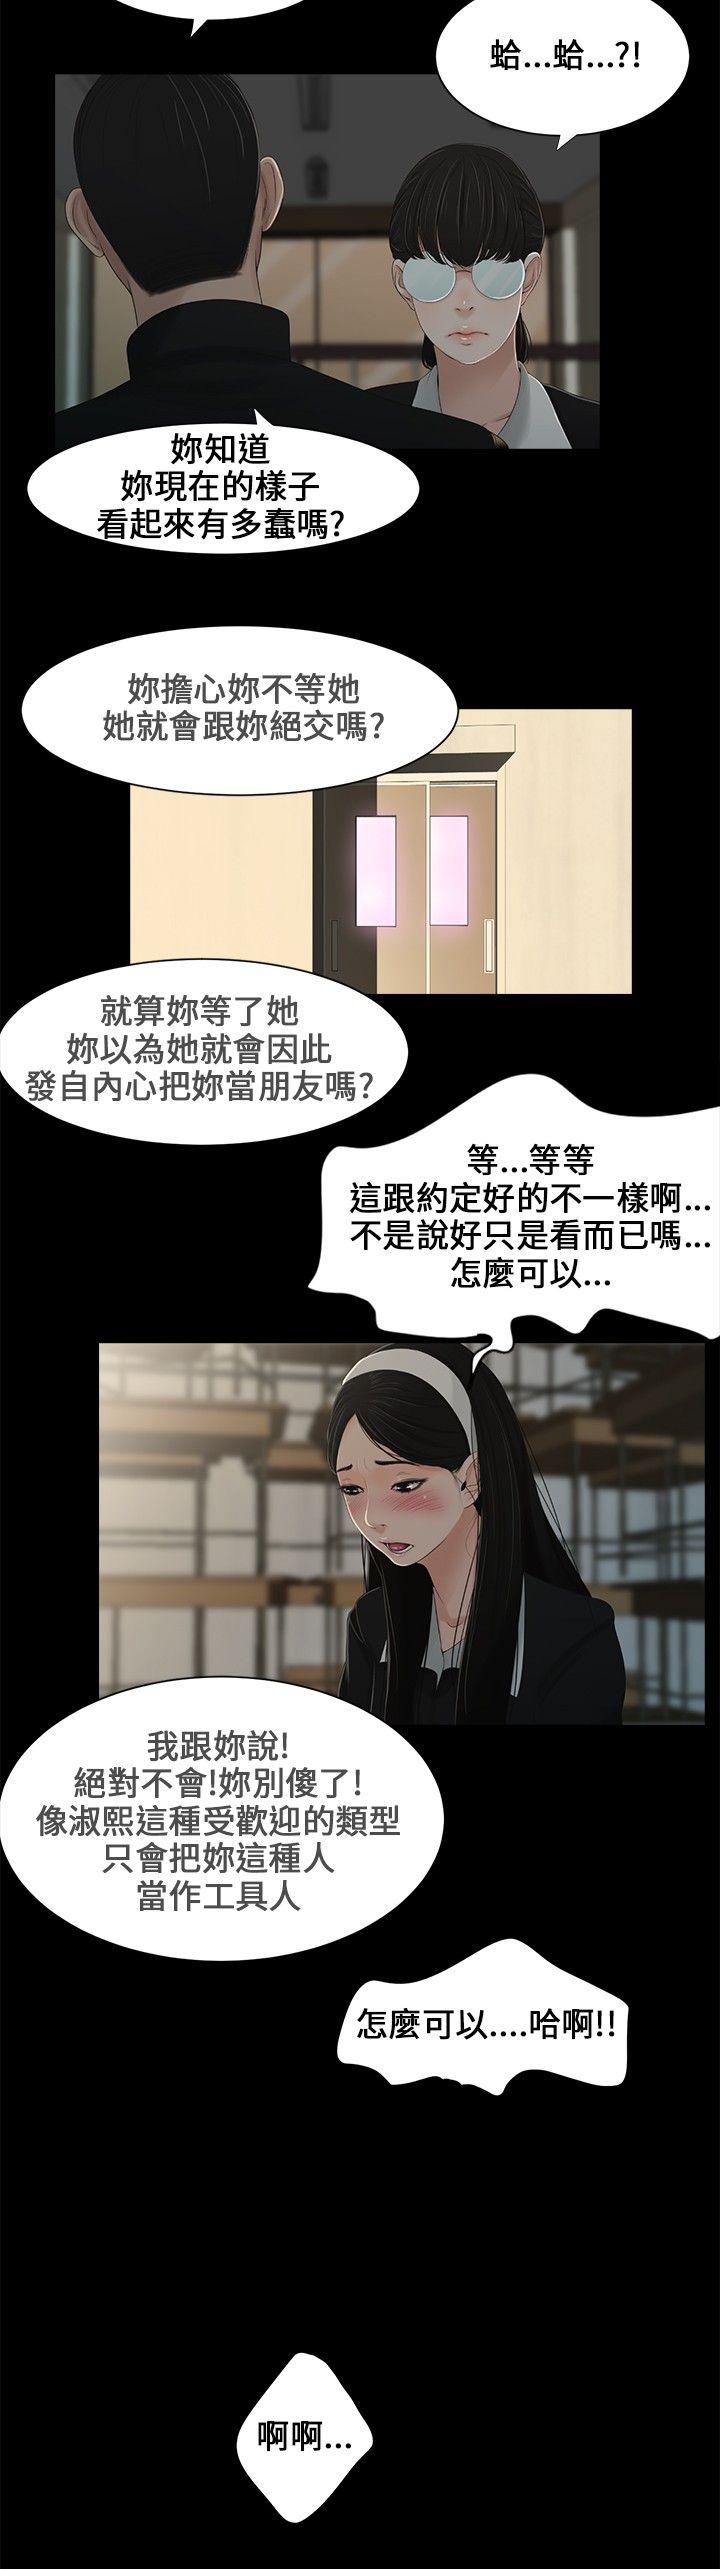 蛤...蛤...?!
妳知道
妳現在的樣子
看起來有多蠢嗎?
妳擔心妳不等她
她就會跟妳絕交嗎?
就算妳等了她
妳以為她就會因此
發自內心把妳當朋友嗎?
等...等等
這跟約定好的不一樣啊...
不是說好只是看而已嗎...
怎麼可以...
我跟妳說!
絕對不會!妳別傻了!
像淑熙這種受歡迎的類型
只會把妳這種人
當作工具人
怎麼可以....哈啊!!
啊啊...